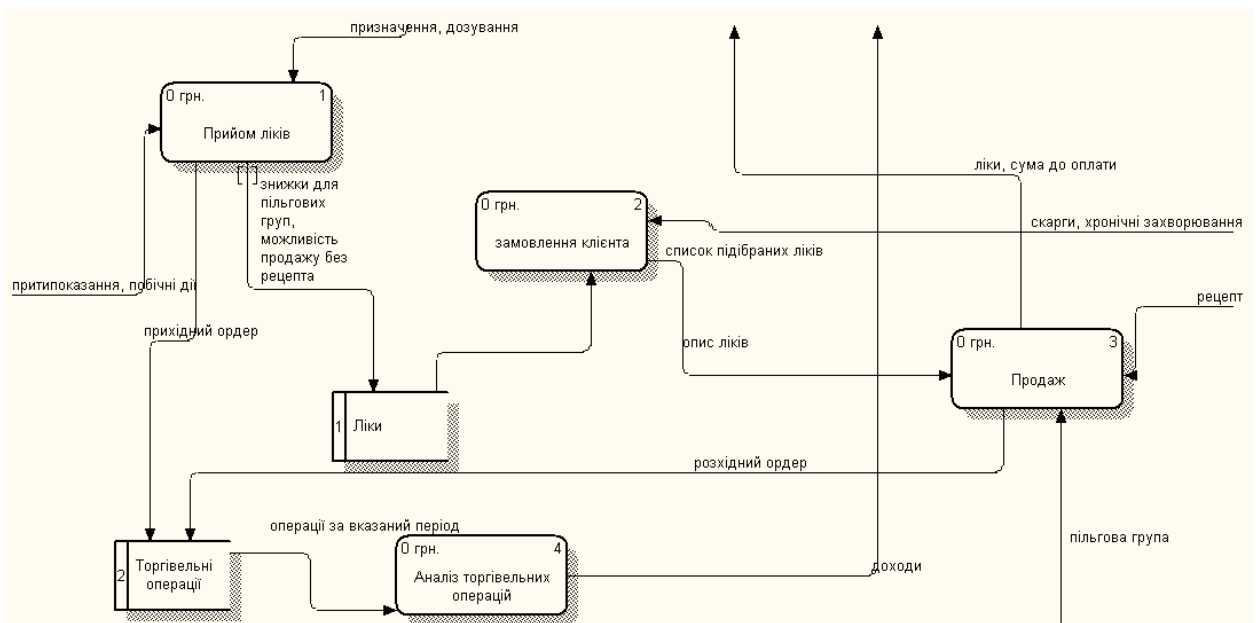 призначення, дозування
0 грн. 1
Прийом ліків
знижки для
пільгових
груп,
можливість
продажу без
рецепта
притипоказання, побічні дії
прихідний ордер
0 грн. 2
замовлення клієнта
ліки, сума до оплати
скарги, хронічні захворювання
список підібраних ліків
рецепт
опис ліків
0 грн. 3
Продаж
1 Ліки
розхідний ордер
операції за вказаний період
2 Торгівельні
операції
0 грн. 4
Аналіз торгівельних
операцій
доходи
пільгова група